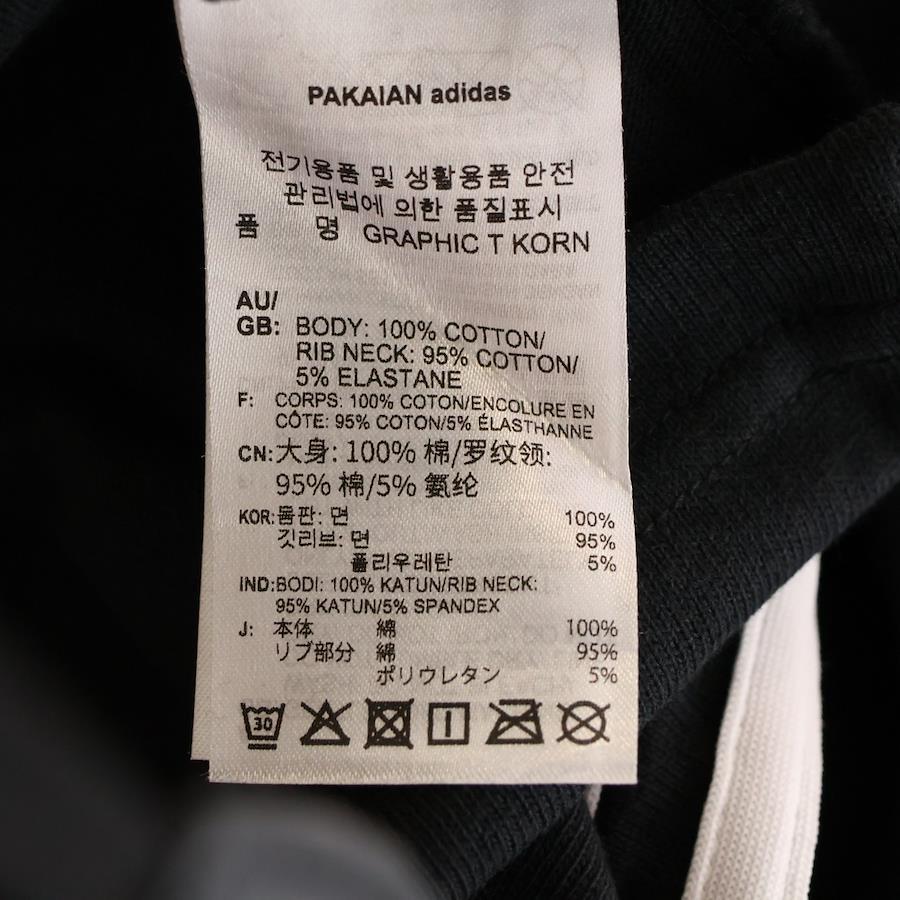 PAKAIAN adidas
전기용품 및 생활용품 안전
관리법에 의한 품질표시
품 명 GRAPHIC T KORN
AU/
GB: BODY: 100% COTTON/
RIB NECK: 95% COTTON/
5% ELASTANE
F: CORPS: 100% COTON/ENCOLURE EN
CÔTE: 95% COTON/5% ÉLASTHANNE
CN: 大身: 100% 棉/罗纹领:
95% 棉/5% 氨纶
KOR: 몸판: 면 100%
깃리브: 면 95%
폴리우레탄 5%
IND: BODI: 100% KATUN/RIB NECK:
95% KATUN/5% SPANDEX
J: 本体 綿 100%
リブ部分 綿 95%
ポリウレタン 5%
30